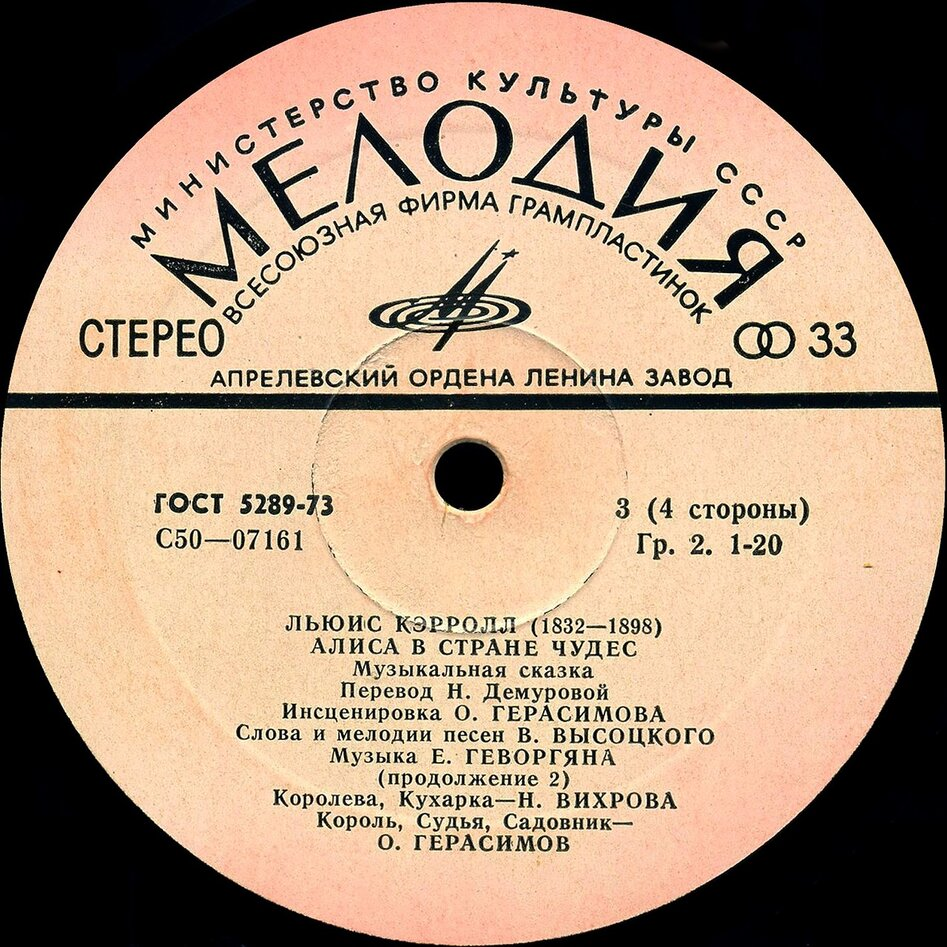 МИНИСТЕРСТВО КУЛЬТУРЫ СССР
МЕЛОДИЯ
ВСЕСОЮЗНАЯ ФИРМА ГРАМПЛАСТИНОК
СТЕРЕО
33
АПРЕЛЕВСКИЙ ОРДЕНА ЛЕНИНА ЗАВОД
ГОСТ 5289-73
3 (4 стороны)
С50—07161
Гр. 2. 1-20
ЛЬЮИС КЭРРОЛЛ (1832—1898)
АЛИСА В СТРАНЕ ЧУДЕС
Музыкальная сказка
Перевод Н. Демуровой
Инсценировка О. ГЕРАСИМОВА
Слова и мелодии песен В. ВЫСОЦКОГО
Музыка Е. ГЕВОРГЯНА
(продолжение 2)
Королева, Кухарка—Н. ВИХРОВА
Король, Судья, Садовник—
О. ГЕРАСИМОВ